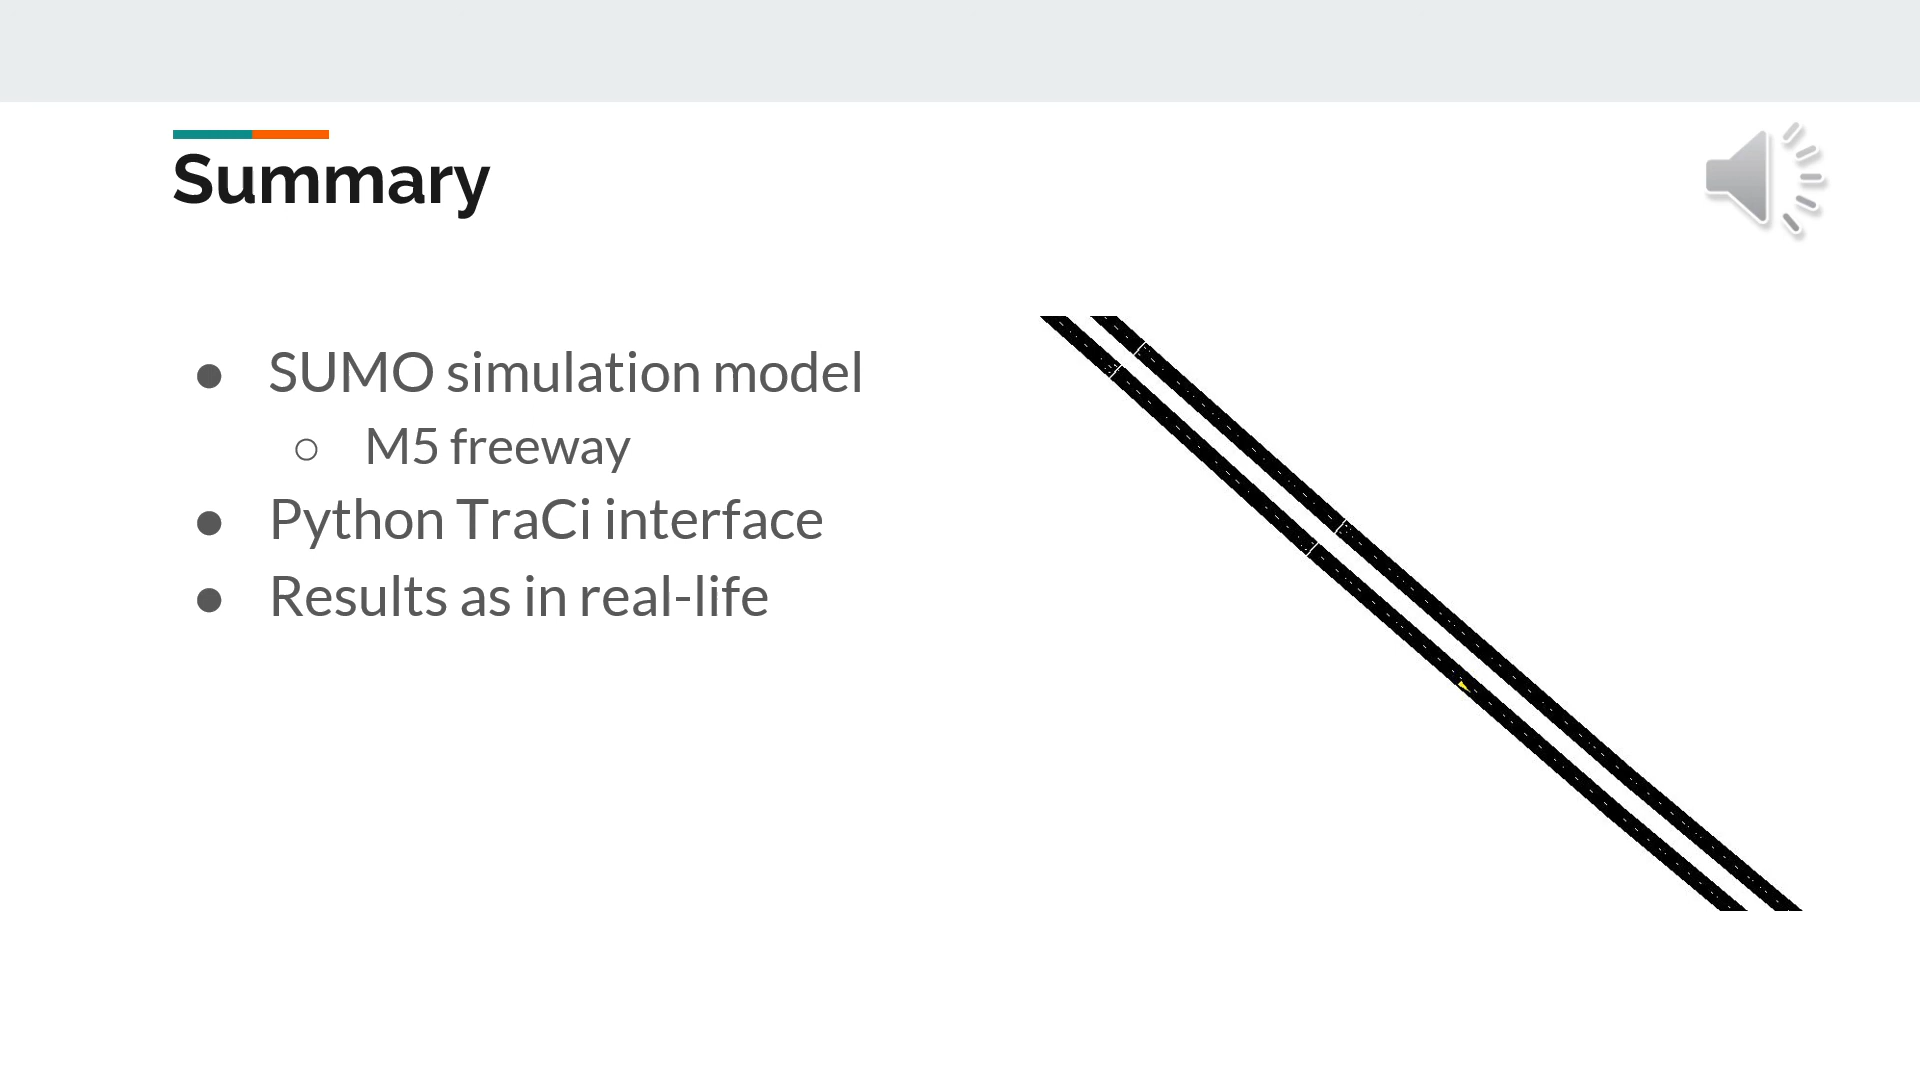 Summary
● SUMO simulation model
○ M5 freeway
● Python TraCi interface
● Results as in real-life